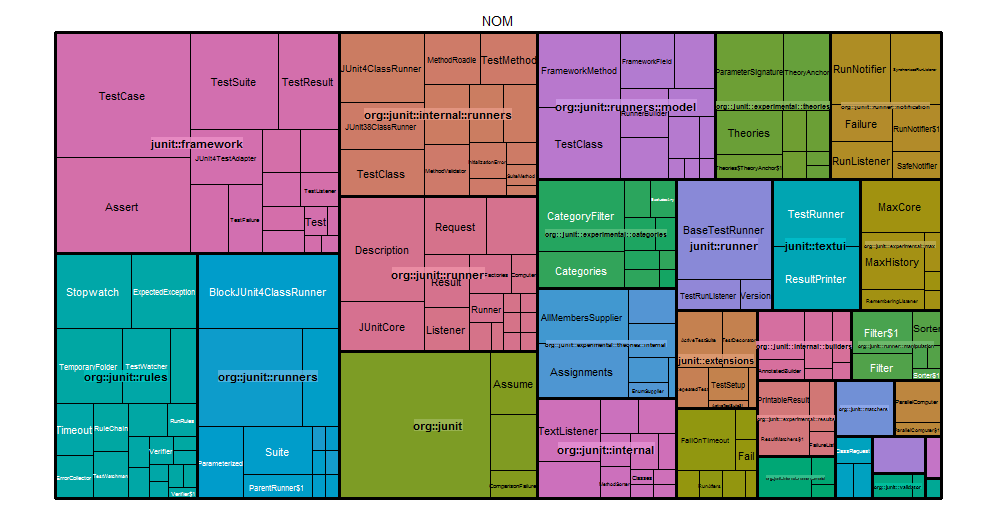 NOM
TestCase
TestSuite
TestResult
junit::framework
JUnit4TestAdapter
TestListener
Assert
TestFailure
Test
JUnit4ClassRunner
MethodRoadie
TestMethod
org::junit::internal::runners
JUnit38ClassRunner
TestClass
MethodValidator
InitializationError
SuiteMethod
FrameworkMethod
FrameworkField
org::junit::runners::model
RunnerBuilder
TestClass
ParameterSignature
TheoryAnchor
org::junit::experimental::theories
Theories
Theories$TheoryAnchor$1
RunNotifier
SynchronizedRunListener
org::junit::runner::notification
Failure
RunNotifier$1
RunListener
SafeNotifier
Description
Request
org::junit::runner
Result
Factories
Computer
JUnitCore
Listener
Runner
CategoryFilter
org::junit::experimental::categories
Categories
BaseTestRunner
junit::runner
TestRunListener
Version
TestRunner
junit::textui
ResultPrinter
MaxCore
org::junit::experimental::max
MaxHistory
RememberingListener
Stopwatch
ExpectedException
TemporaryFolder
TestWatcher
org::junit::rules
Timeout
RuleChain
RunRules
Verifier
ErrorCollector
TestWatchman
Verifier$1
BlockJUnit4ClassRunner
org::junit::runners
Parameterized
Suite
ParentRunner$1
Assume
org::junit
ComparisonFailure
AllMembersSupplier
org::junit::experimental::theories::internal
Assignments
EnumSupplier
TextListener
org::junit::internal
MethodSorter
Classes
ActiveTestSuite
TestDecorator
junit::extensions
RepeatedTest
TestSetup
org::junit::internal::builders
AnnotatedBuilder
Filter$1
Sorter
org::junit::runner::manipulation
Filter
Sorter$1
FailOnTimeout
Fail
RunAfters
PrintableResult
org::junit::experimental::results
ResultMatchers$1
FailureList
org::junit::matchers
ParallelComputer
ParallelComputer$1
ClassRequest
org::junit::validator